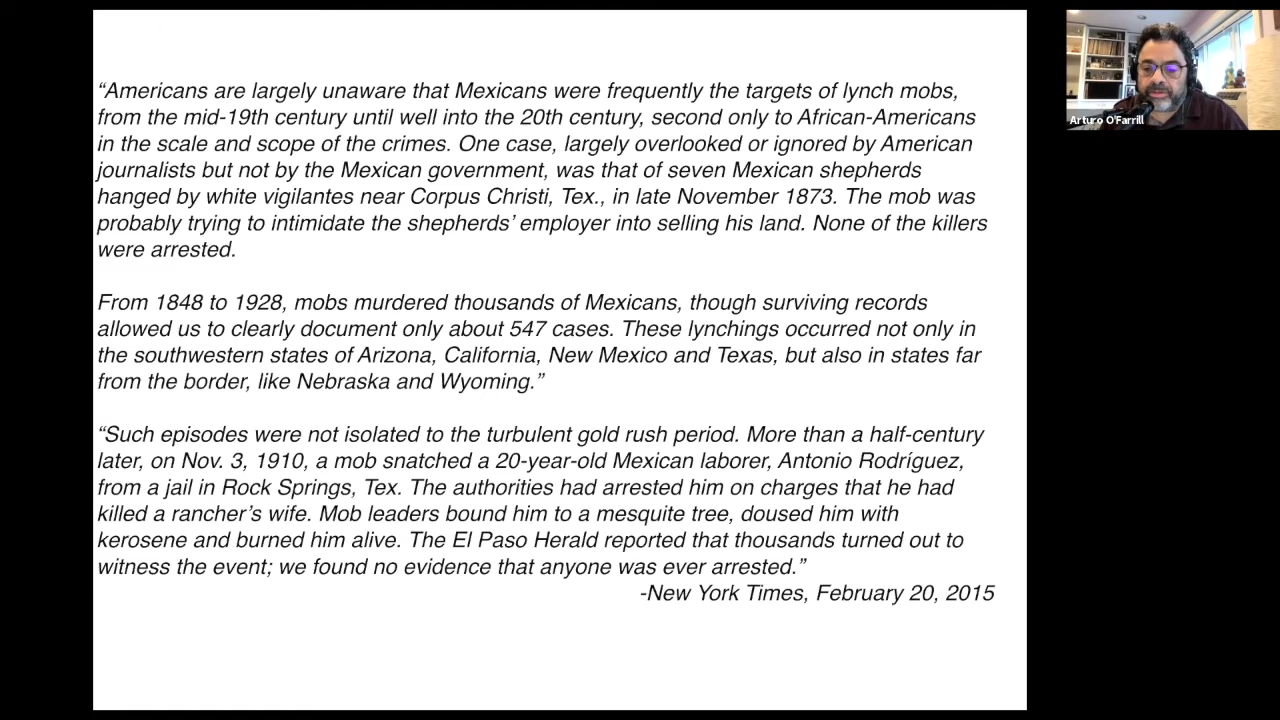 “Americans are largely unaware that Mexicans were frequently the targets of lynch mobs,
from the mid-19th century until well into the 20th century, second only to African-Americans
in the scale and scope of the crimes. One case, largely overlooked or ignored by American
journalists but not by the Mexican government, was that of seven Mexican shepherds
hanged by white vigilantes near Corpus Christi, Tex., in late November 1873. The mob was
probably trying to intimidate the shepherds’ employer into selling his land. None of the killers
were arrested.
From 1848 to 1928, mobs murdered thousands of Mexicans, though surviving records
allowed us to clearly document only about 547 cases. These lynchings occurred not only in
the southwestern states of Arizona, California, New Mexico and Texas, but also in states far
from the border, like Nebraska and Wyoming.”
“Such episodes were not isolated to the turbulent gold rush period. More than a half-century
later, on Nov. 3, 1910, a mob snatched a 20-year-old Mexican laborer, Antonio Rodríguez,
from a jail in Rock Springs, Tex. The authorities had arrested him on charges that he had
killed a rancher’s wife. Mob leaders bound him to a mesquite tree, doused him with
kerosene and burned him alive. The El Paso Herald reported that thousands turned out to
witness the event; we found no evidence that anyone was ever arrested.”
-New York Times, February 20, 2015
Arturo O'Farrill